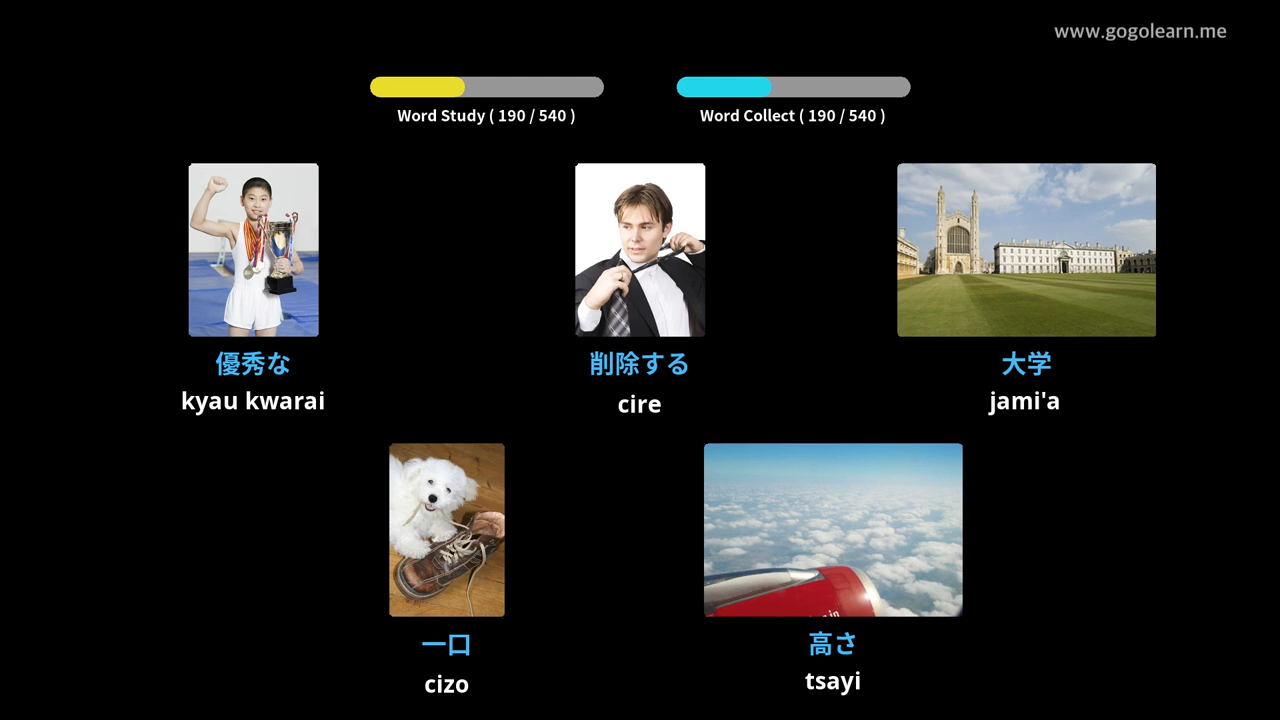 www.gogolearn.me
Word Study ( 190 / 540 )
Word Collect ( 190 / 540 )
優秀な
kyau kwarai
削除する
cire
大学
jami'a
一口
cizo
高さ
tsayi